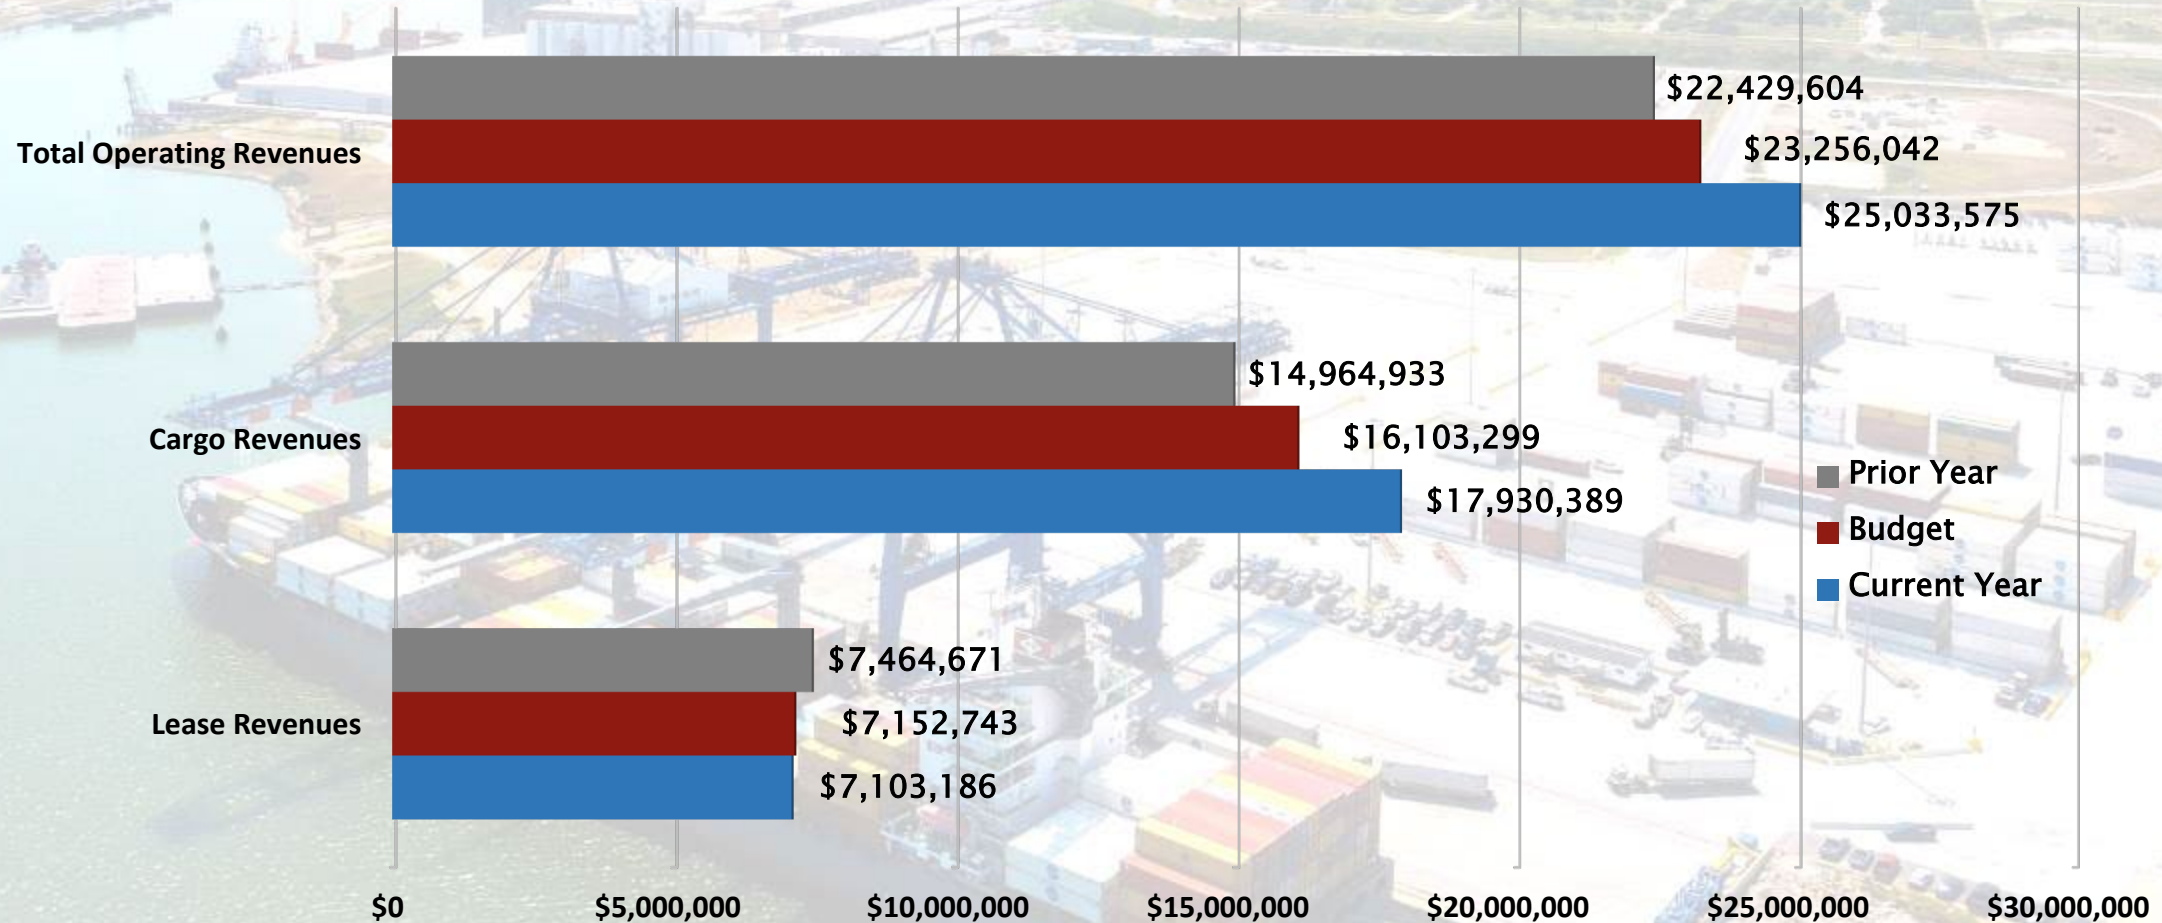 $22,429,604
Total Operating Revenues
$23,256,042
$25,033,575
$14,964,933
Cargo Revenues
$16,103,299
$17,930,389
Prior Year
Budget
Current Year
$7,464,671
Lease Revenues
$7,152,743
$7,103,186
$0 $5,000,000 $10,000,000 $15,000,000 $20,000,000 $25,000,000 $30,000,000